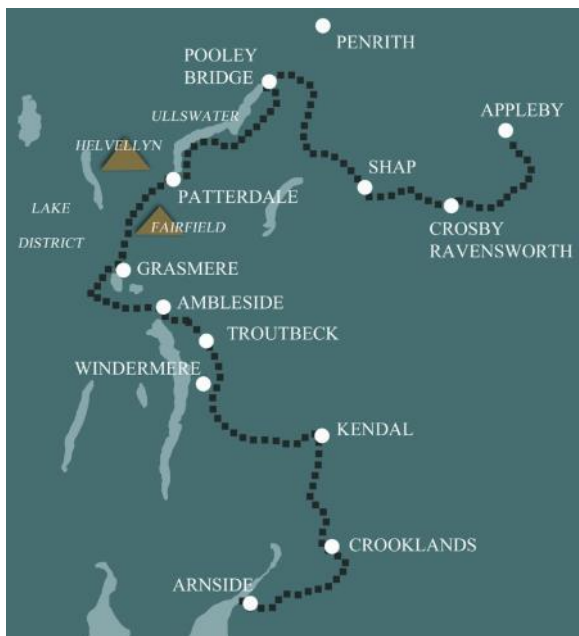 PENRITH
POOLEY
BRIDGE
APPLEBY
ULLSWATER
HELVELLYN
SHAP
PATTERDALE
LAKE
DISTRICT
FAIRFIELD
CROSBY
RAVENSWORTH
GRASMERE
AMBLESIDE
TROUTBECK
WINDERMERE
KENDAL
CROOKLANDS
ARNSIDE